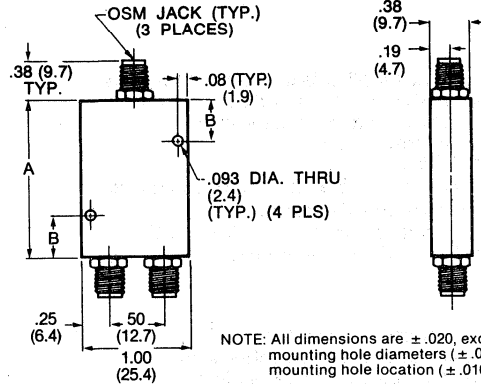 OSM JACK (TYP.)
(3 PLACES)
.38 (9.7)
TYP.
.08 (TYP.)
(1.9)
.38
(9.7)
.19
(4.7)
B
A
.093 DIA. THRU
(2.4)
(TYP.) (4 PLS)
B
.25
(6.4)
.50
(12.7)
1.00
(25.4)
NOTE: All dimensions are ± .020,
mounting hole diameters (± .0
mounting hole location (± .01